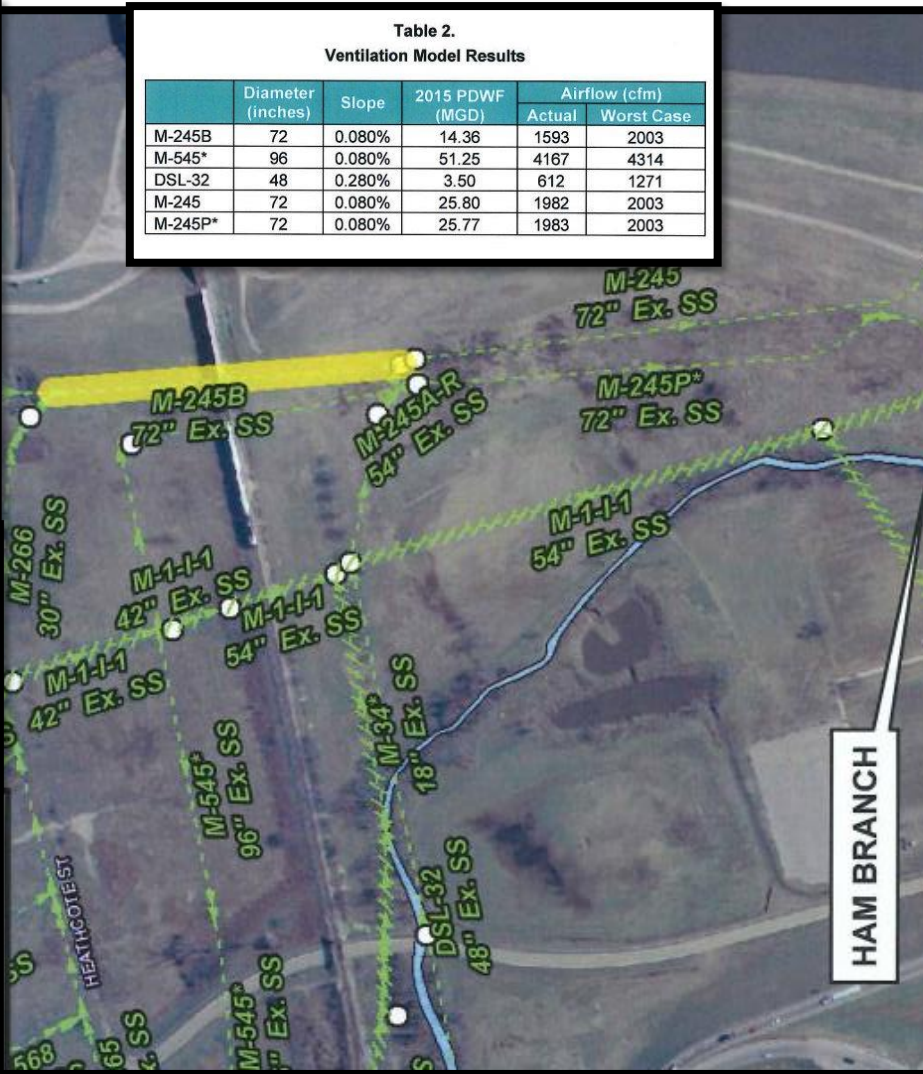 Table 2.
Ventilation Model Results
Diameter (inches) Slope 2015 PDWF (MGD) Airflow (cfm)
Actual Worst Case
M-245B 72 0.080% 14.36 1593 2003
M-545* 96 0.080% 51.25 4167 4314
DSL-32 48 0.280% 3.50 612 1271
M-245 72 0.080% 25.80 1982 2003
M-245P* 72 0.080% 25.77 1983 2003
M-245
72" Ex. SS
M-245B
72" Ex. SS
M-245A-R
54" Ex. SS
M-245P*
72" Ex. SS
M-266
30" Ex. SS
M-1-I-1
42" Ex. SS
M-1-I-1
54" Ex. SS
M-1-I-1
54" Ex. SS
M-1-I-1
42" Ex. SS
M-34*
18" Ex. SS
M-545*
96" Ex. SS
DSL-32
48" Ex. SS
HAM BRANCH
HEATHCOTE ST
SS
M-545*
" Ex. SS
568
65
. SS
S